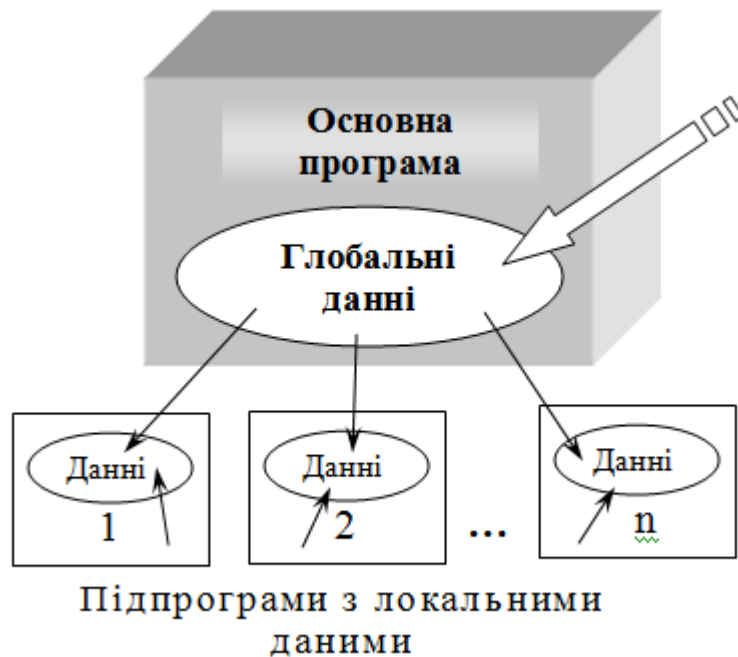 Основна
програма
Глобальні
данні
Данні
1
Данні
2
...
Данні
n
Підпрограми з локальними
даними